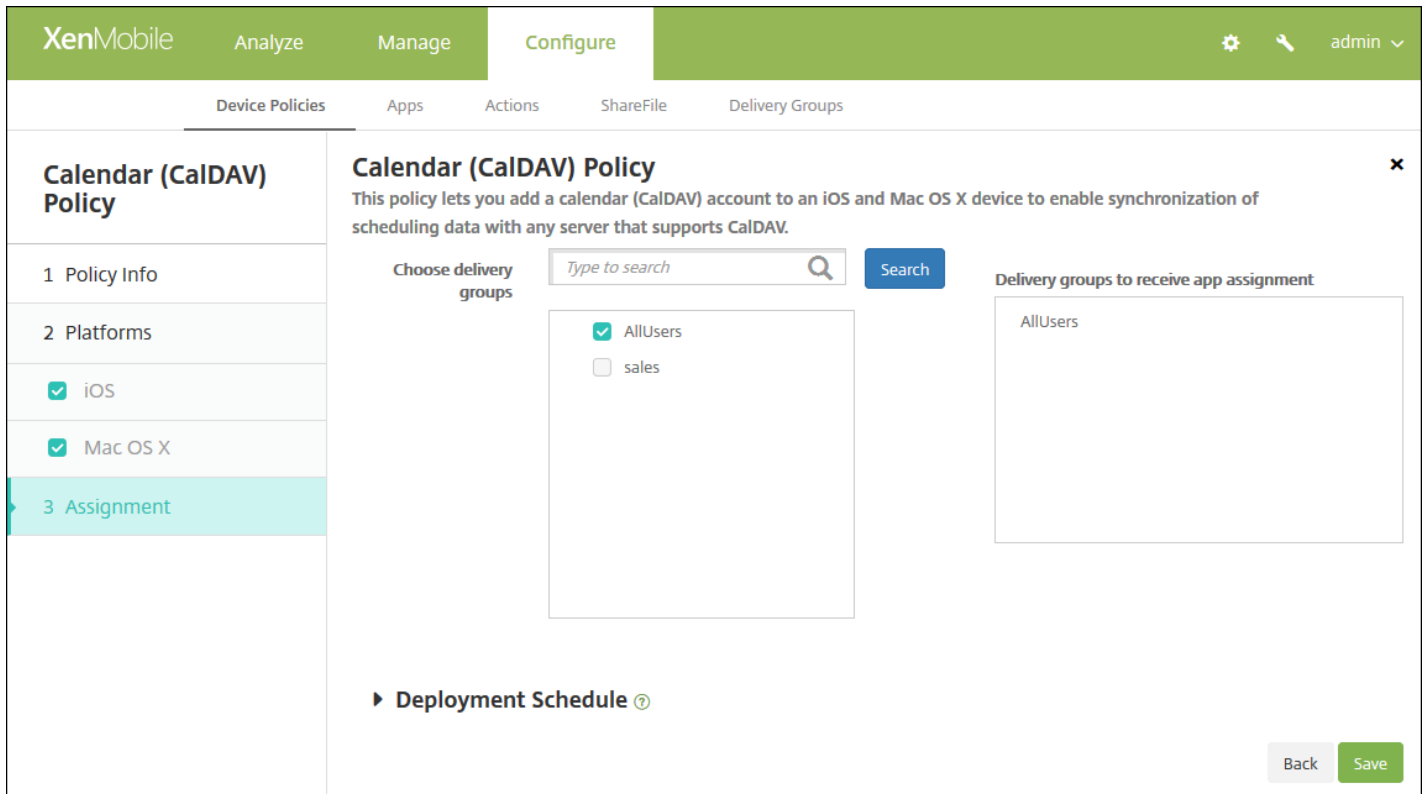 XenMobile Analyze Manage Configure admin
Device Policies Apps Actions ShareFile Delivery Groups
Calendar (CalDAV)
Policy
1 Policy Info
2 Platforms
iOS
Mac OS X
3 Assignment
Calendar (CalDAV) Policy
This policy lets you add a calendar (CalDAV) account to an iOS and Mac OS X device to enable synchronization of
scheduling data with any server that supports CalDAV.
Choose delivery
groups
Type to search
Search
AllUsers
sales
Delivery groups to receive app assignment
AllUsers
Deployment Schedule
Back Save